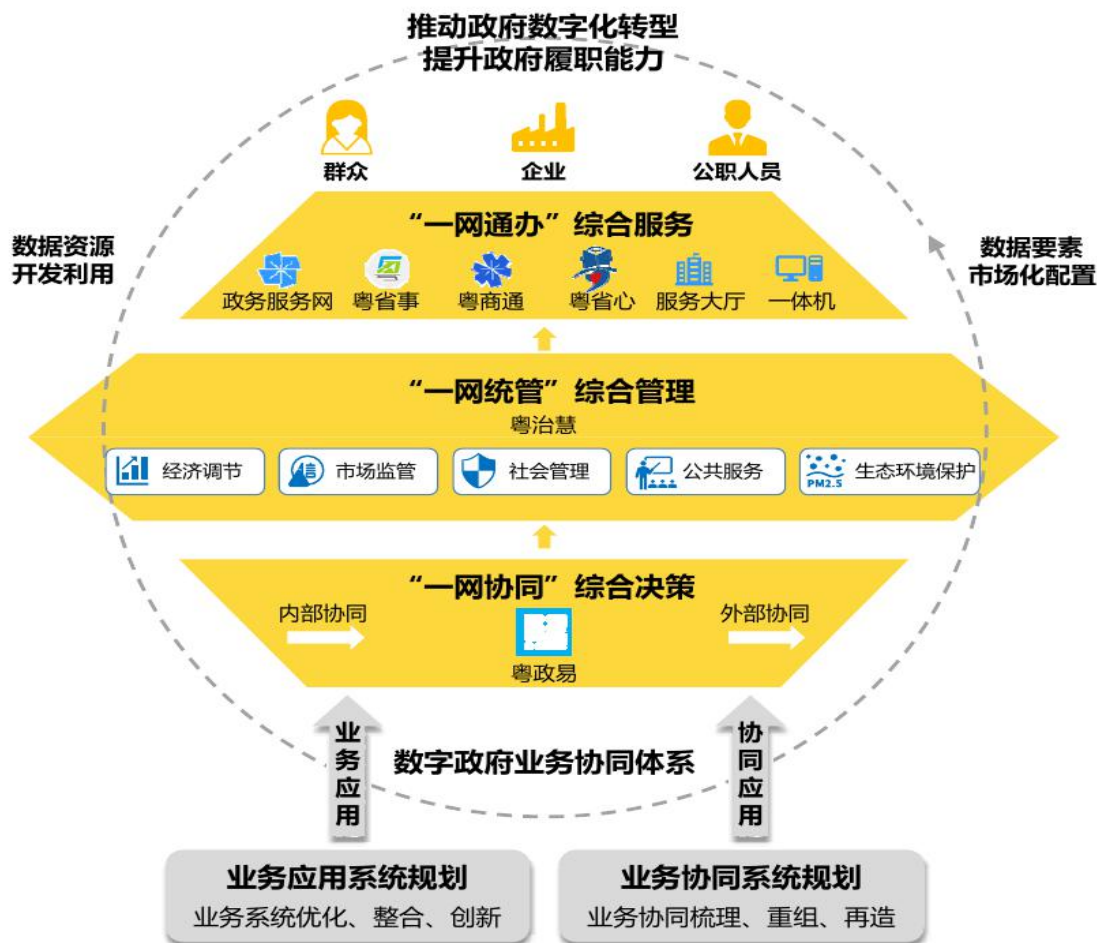 推动政府数字化转型
提升政府履职能力
群众
企业
公职人员
数据资源
开发利用
数据要素
市场化配置
“一网通办”综合服务
政务服务网
粤省事
粤商通
粤省心
服务大厅
一体机
“一网统管”综合管理
粤治慧
经济调节
信
市场监管
社会管理
公共服务
PM2.5
生态环境保护
“一网协同”综合决策
内部协同
外部协同
粤政易
业务应用
协同应用
数字政府业务协同体系
业务应用系统规划
业务系统优化、整合、创新
业务协同系统规划
业务协同梳理、重组、再造